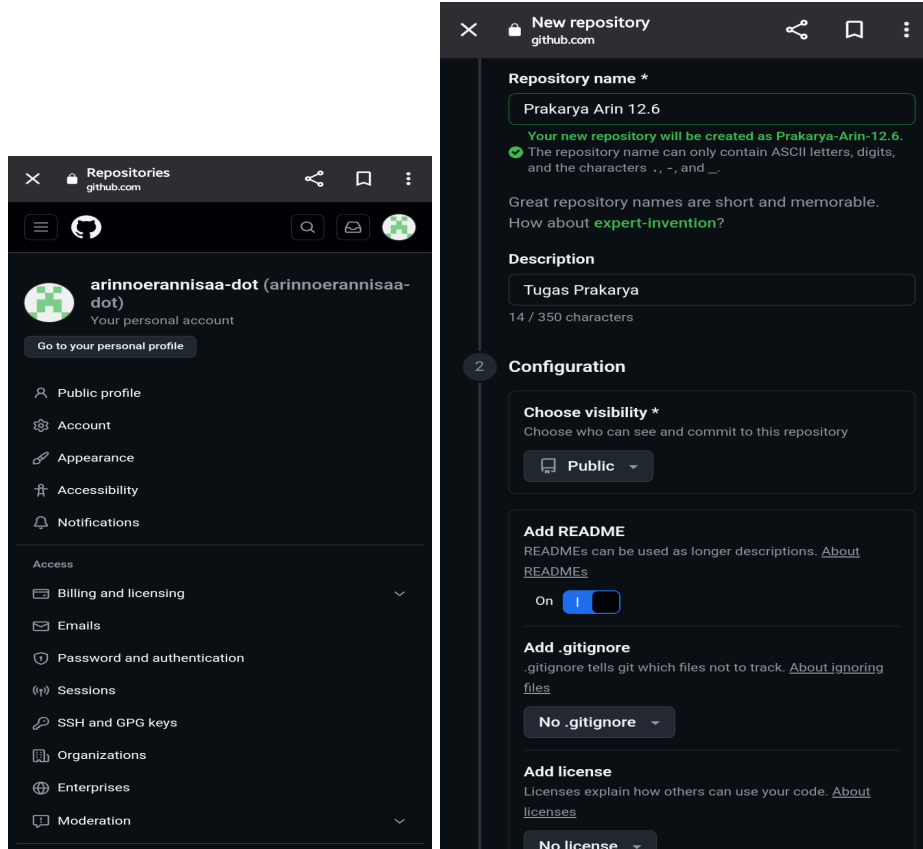 Repositories
github.com
arinnoerannisaa-dot (arinnoerannisaa-
dot)
Your personal account
Go to your personal profile
Public profile
Account
Appearance
Accessibility
Notifications
Access
Billing and licensing
Emails
Password and authentication
Sessions
SSH and GPG keys
Organizations
Enterprises
Moderation
New repository
github.com
Repository name *
Prakarya Arin 12.6
Your new repository will be created as Prakarya-Arin-12.6.
The repository name can only contain ASCII letters, digits,
and the characters ., -, and _.
Great repository names are short and memorable.
How about expert-invention?
Description
Tugas Prakarya
14 / 350 characters
2 Configuration
Choose visibility *
Choose who can see and commit to this repository
Public
Add README
READMEs can be used as longer descriptions. About
READMEs
On
Add .gitignore
.gitignore tells git which files not to track. About ignoring
files
No .gitignore
Add license
Licenses explain how others can use your code. About
licenses
No license